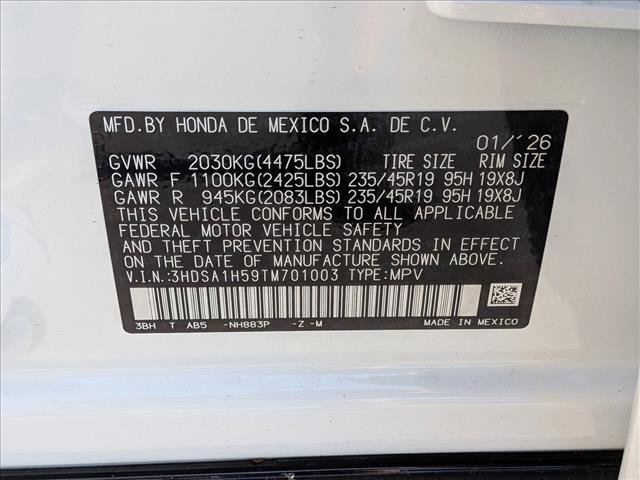 MFD.BY HONDA DE MEXICO S.A. DE C.V.
01/'26
GVWR 2030KG(4475LBS) TIRE SIZE RIM SIZE
GAWR F 1100KG(2425LBS) 235/45R19 95H 19X8J
GAWR R 945KG(2083LBS) 235/45R19 95H 19X8J
THIS VEHICLE CONFORMS TO ALL APPLICABLE
FEDERAL MOTOR VEHICLE SAFETY
AND THEFT PREVENTION STANDARDS IN EFFECT
ON THE DATE OF MANUFACTURE SHOWN ABOVE.
V.I.N.:3HDSA1H59TM701003 TYPE:MPV
3BH T AB5 -NH883P -Z -M MADE IN MEXICO